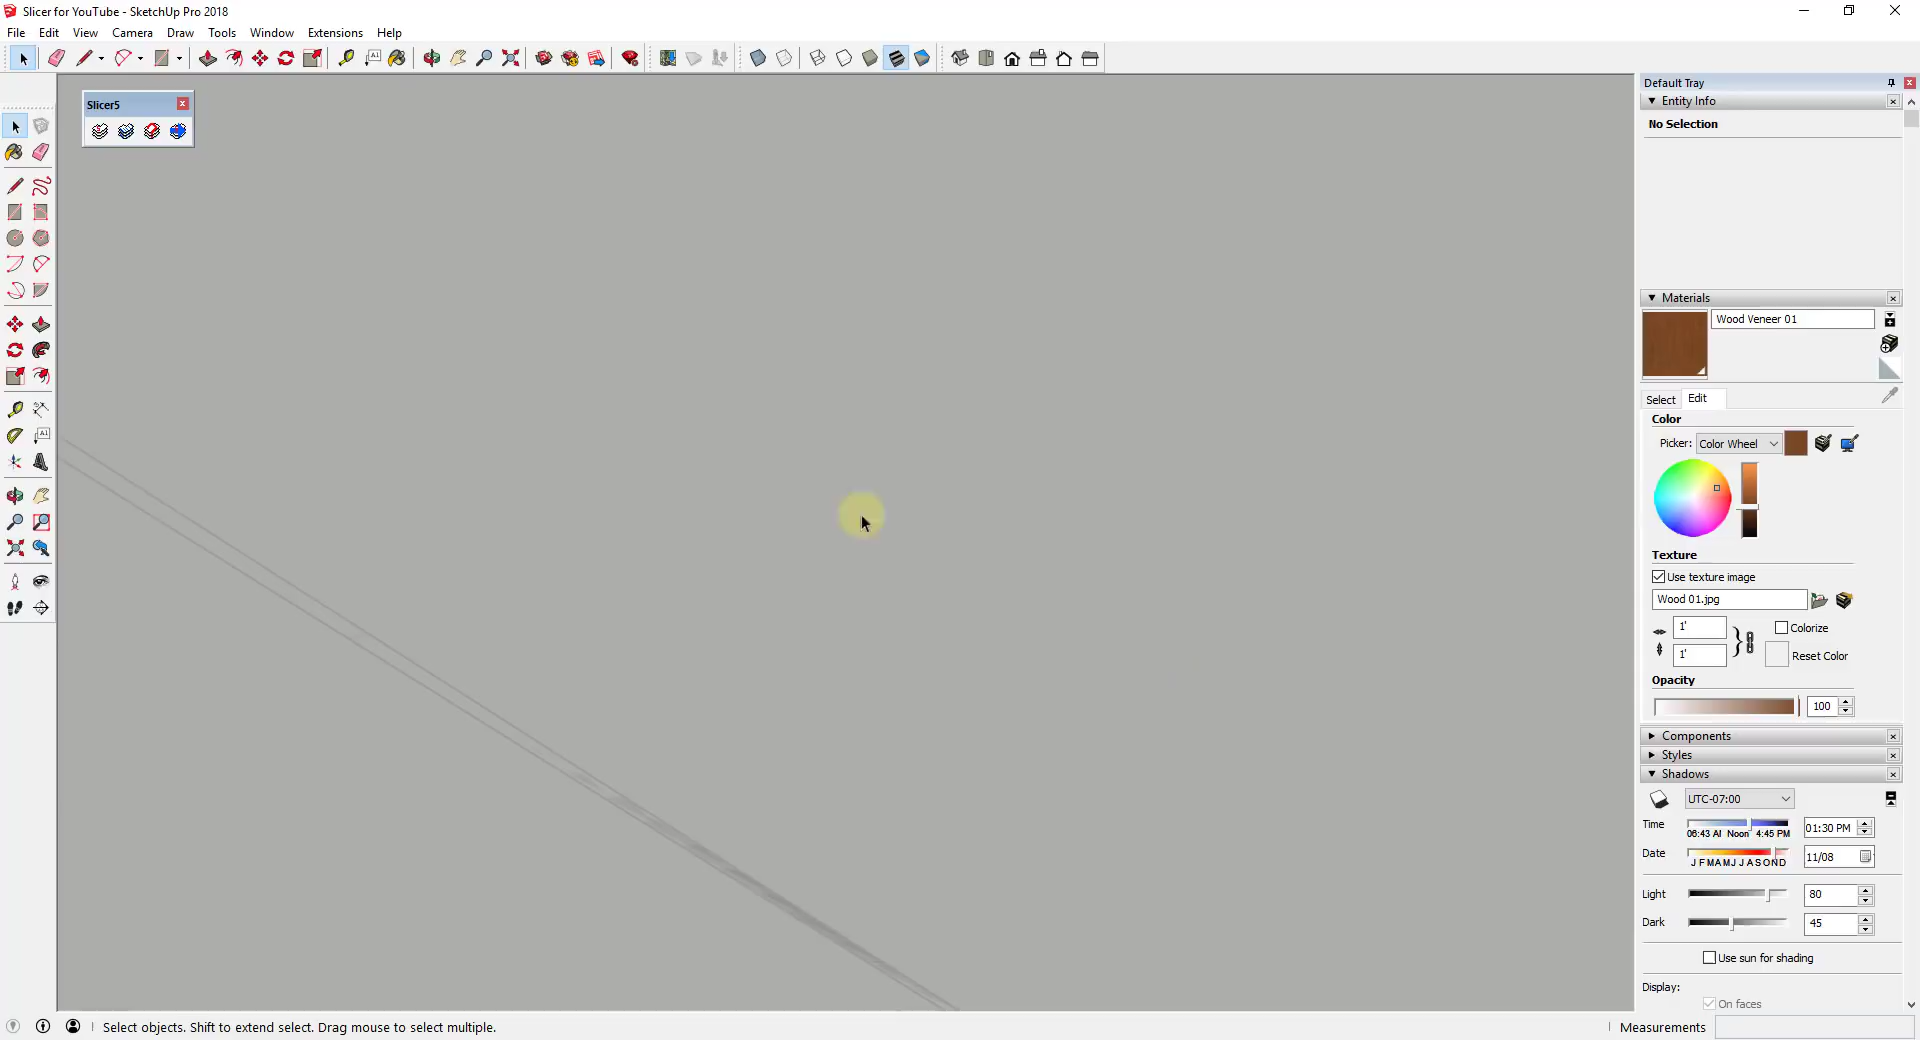 Slicer for YouTube - SketchUp Pro 2018
File Edit View Camera Draw Tools Window Extensions Help
Default Tray
Slicer5
Entity Info
No Selection
Materials
Wood Veneer 01
Select Edit
Color
Picker: Color Wheel
Texture
Use texture image
Wood 01.jpg
1' Colorize
1' Reset Color
Opacity
100
Components
Styles
Shadows
UTC-07:00
Time 06:43 AI Noon 4:45 PM 01:30 PM
Date J F M A M J J A S O N D 11/08
Light 80
Dark 45
Use sun for shading
Display:
On faces
Select objects. Shift to extend select. Drag mouse to select multiple.
Measurements